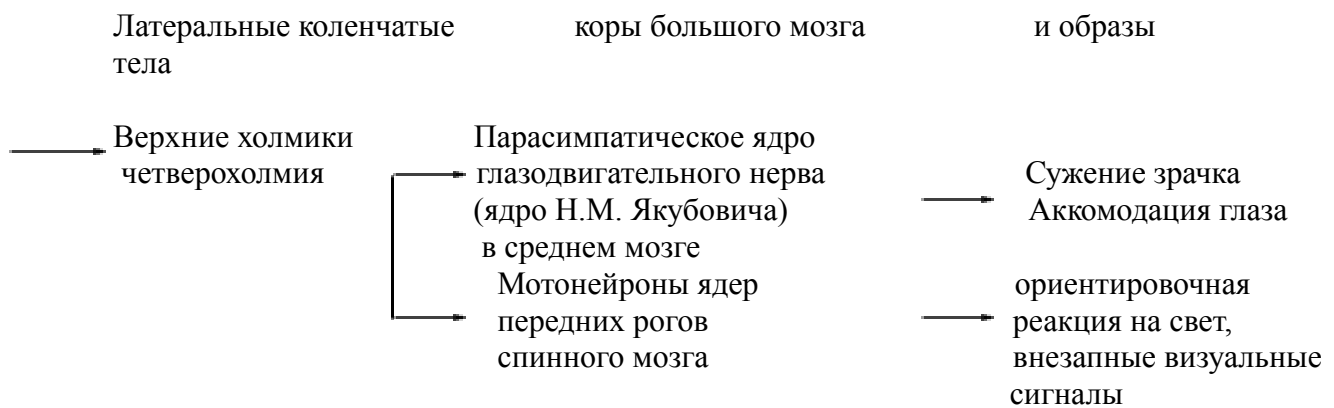 Латеральные коленчатые коры большого мозга и образы
тела
Верхние холмики
четверохолмия
Парасимпатическое ядро
глазодвигательного нерва
(ядро Н.М. Якубовича)
в среднем мозге
Сужение зрачка
Аккомодация глаза
Мотонейроны ядер
передних рогов
спинного мозга
ориентировочная
реакция на свет,
внезапные визуальные
сигналы